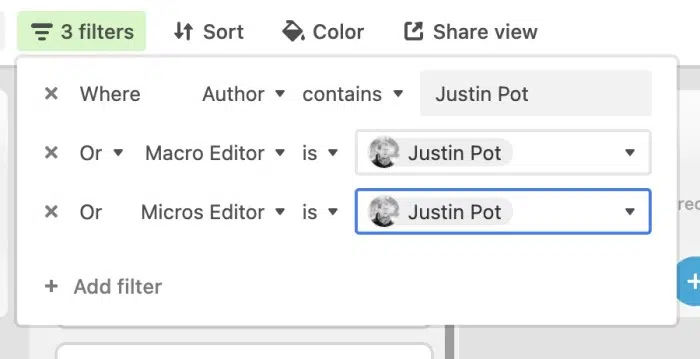 3 filters Sort Color Share view
Where Author contains Justin Pot
Or Macro Editor is Justin Pot
Or Micros Editor is Justin Pot
+ Add filter